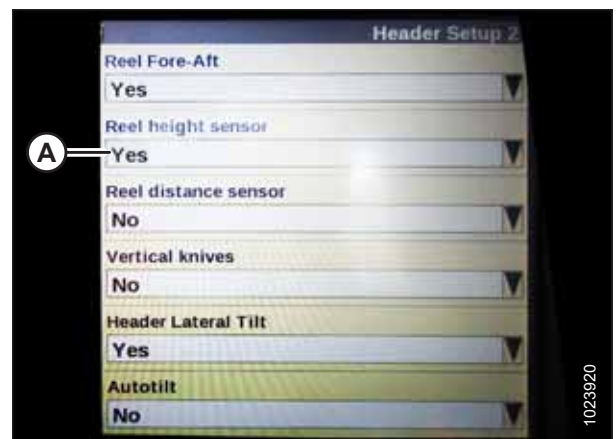 Header Setup 2
Reel Fore-Aft
Yes
Reel height sensor
A
Yes
Reel distance sensor
No
Vertical knives
No
Header Lateral Tilt
Yes
Autotilt
No
1023920